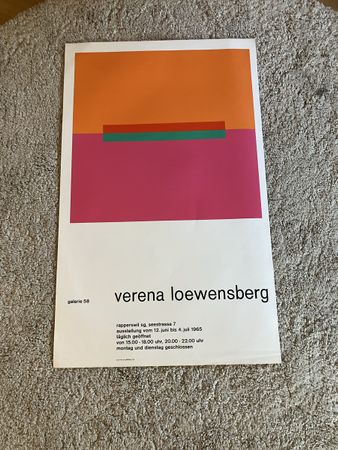 galerie 58
verena loewensberg
rapperswil sg, seestrasse 7
ausstellung vom 12. juni bis 4. juli 1965
täglich geöffnet
von 15.00 - 18.00 uhr, 20.00 - 22.00 uhr
montag und dienstag geschlossen